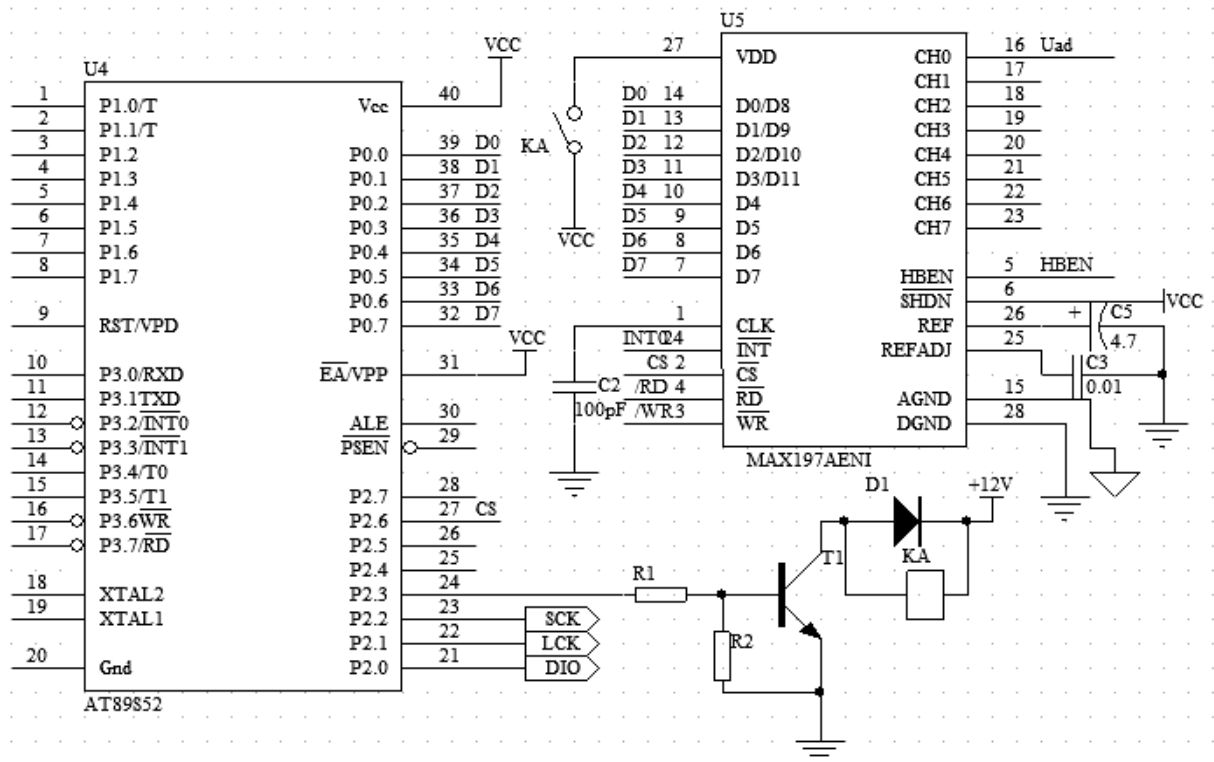 U4
VCC
1 P1.0/T Vcc 40
2 P1.1/T
3 P1.2 P0.0 39 D0
4 P1.3 P0.1 38 D1
5 P1.4 P0.2 37 D2
6 P1.5 P0.3 36 D3
7 P1.6 P0.4 35 D4
8 P1.7 P0.5 34 D5
P0.6 33 D6
9 RST/VPD P0.7 32 D7
VCC
10 P3.0/RXD EA/VPP 31
11 P3.1TXD
12 P3.2/INT0 ALE 30
13 P3.3/INT1 PSEN 29
14 P3.4/T0
15 P3.5/T1 P2.7 28
16 P3.6WR P2.6 27 CS
17 P3.7/RD P2.5 26
P2.4 25
18 XTAL2 P2.3 24
19 XTAL1 P2.2 23 SCK
P2.1 22 LCK
20 Gnd P2.0 21 DIO
AT89852
U5
27 VDD CH0 16 Uad
CH1 17
D0 14 D0/D8 CH2 18
D1 13 D1/D9 CH3 19
D2 12 D2/D10 CH4 20
D3 11 D3/D11 CH5 21
D4 10 D4 CH6 22
D5 9 D5 CH7 23
D6 8 D6
D7 7 D7 HBEN 5 HBEN
SHDN 6 VCC
1 CLK REF 26
INT0 24 INT REFADJ 25
CS 2 CS
/RD 4 RD AGND 15
/WR 3 WR DGND 28
MAX197AENI
KA
VCC
C2
100pF
+ C5
4.7
C3
0.01
D1 +12V
KA
T1
R1
R2